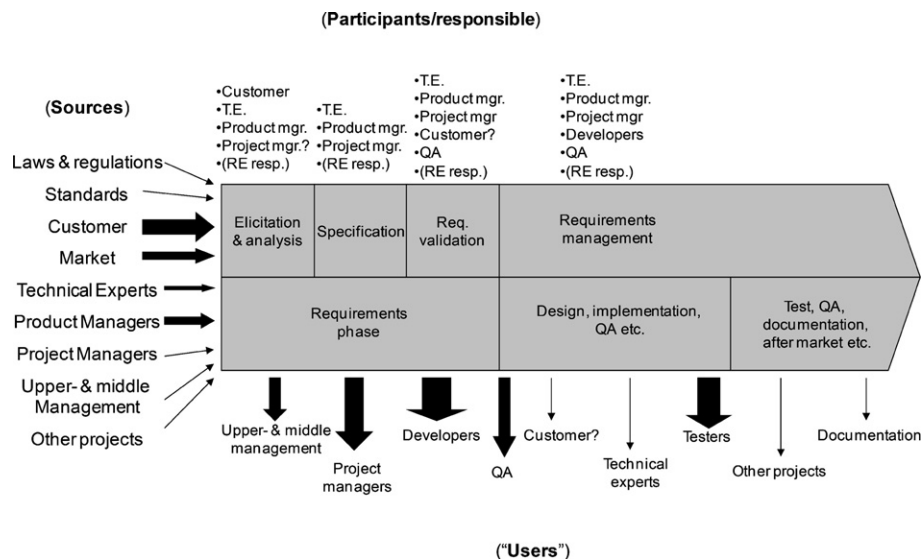 (Participants/responsible)
(Sources)
•Customer
•T.E.
•Product mgr.
•Project mgr.?
•(RE resp.)
•T.E.
•Product mgr.
•Project mgr.
•(RE resp.)
•T.E.
•Product mgr.
•Project mgr
•Customer?
•QA
•(RE resp.)
•T.E.
•Product mgr.
•Project mgr
•Developers
•QA
•(RE resp.)
Laws & regulations
Standards
Customer
Market
Technical Experts
Product Managers
Project Managers
Upper- & middle
Management
Other projects
Elicitation
& analysis
Specification
Req.
validation
Requirements
management
Requirements
phase
Design, implementation,
QA etc.
Test, QA,
documentation,
after market etc.
Upper- & middle
management
Project
managers
Developers
QA
Customer?
Technical
experts
Testers
Other projects
Documentation
("Users")